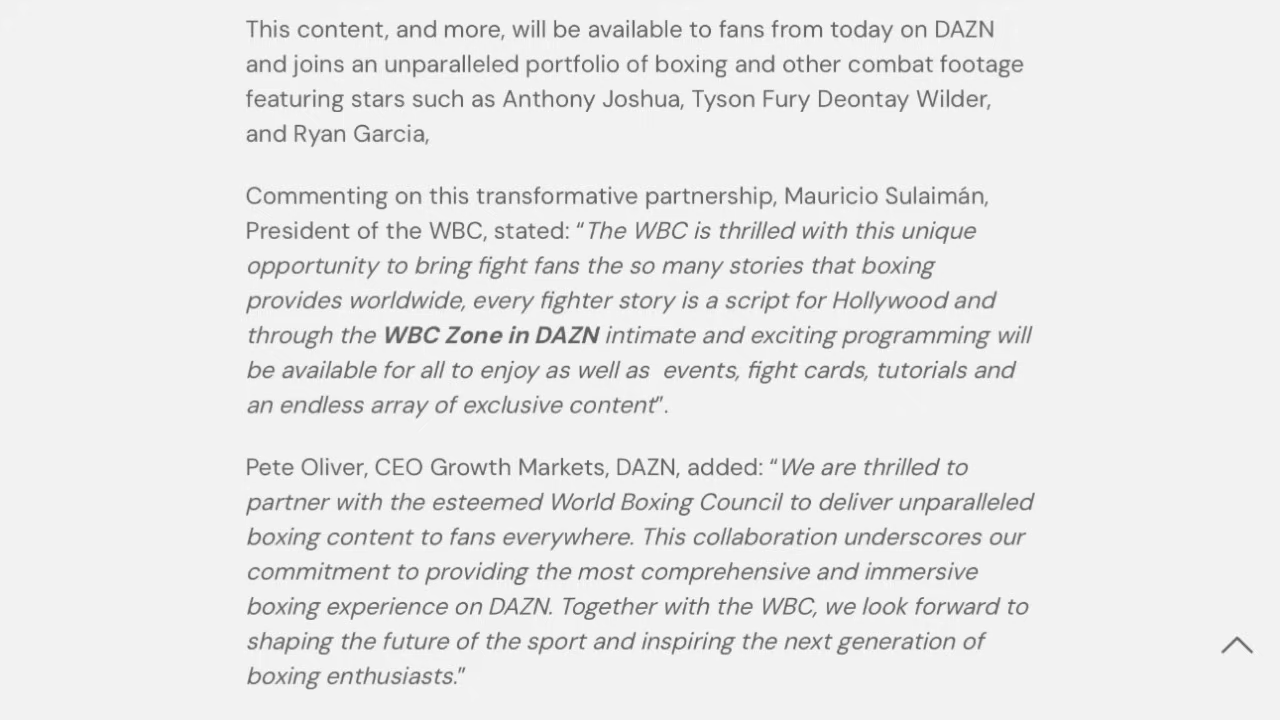 This content, and more, will be available to fans from today on DAZN
and joins an unparalleled portfolio of boxing and other combat footage
featuring stars such as Anthony Joshua, Tyson Fury Deontay Wilder,
and Ryan Garcia,
Commenting on this transformative partnership, Mauricio Sulaimán,
President of the WBC, stated: “The WBC is thrilled with this unique
opportunity to bring fight fans the so many stories that boxing
provides worldwide, every fighter story is a script for Hollywood and
through the WBC Zone in DAZN intimate and exciting programming will
be available for all to enjoy as well as  events, fight cards, tutorials and
an endless array of exclusive content”.
Pete Oliver, CEO Growth Markets, DAZN, added: “We are thrilled to
partner with the esteemed World Boxing Council to deliver unparalleled
boxing content to fans everywhere. This collaboration underscores our
commitment to providing the most comprehensive and immersive
boxing experience on DAZN. Together with the WBC, we look forward to
shaping the future of the sport and inspiring the next generation of
boxing enthusiasts.”